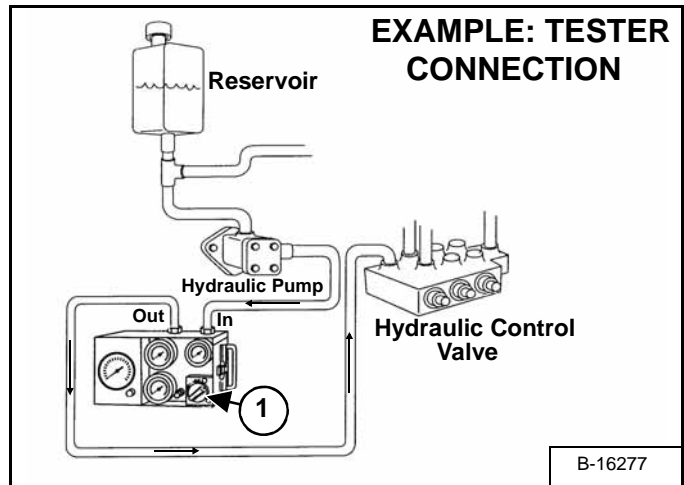 EXAMPLE: TESTER
CONNECTION
Reservoir
Hydraulic Pump
Out
In
Hydraulic Control
Valve
1
B-16277